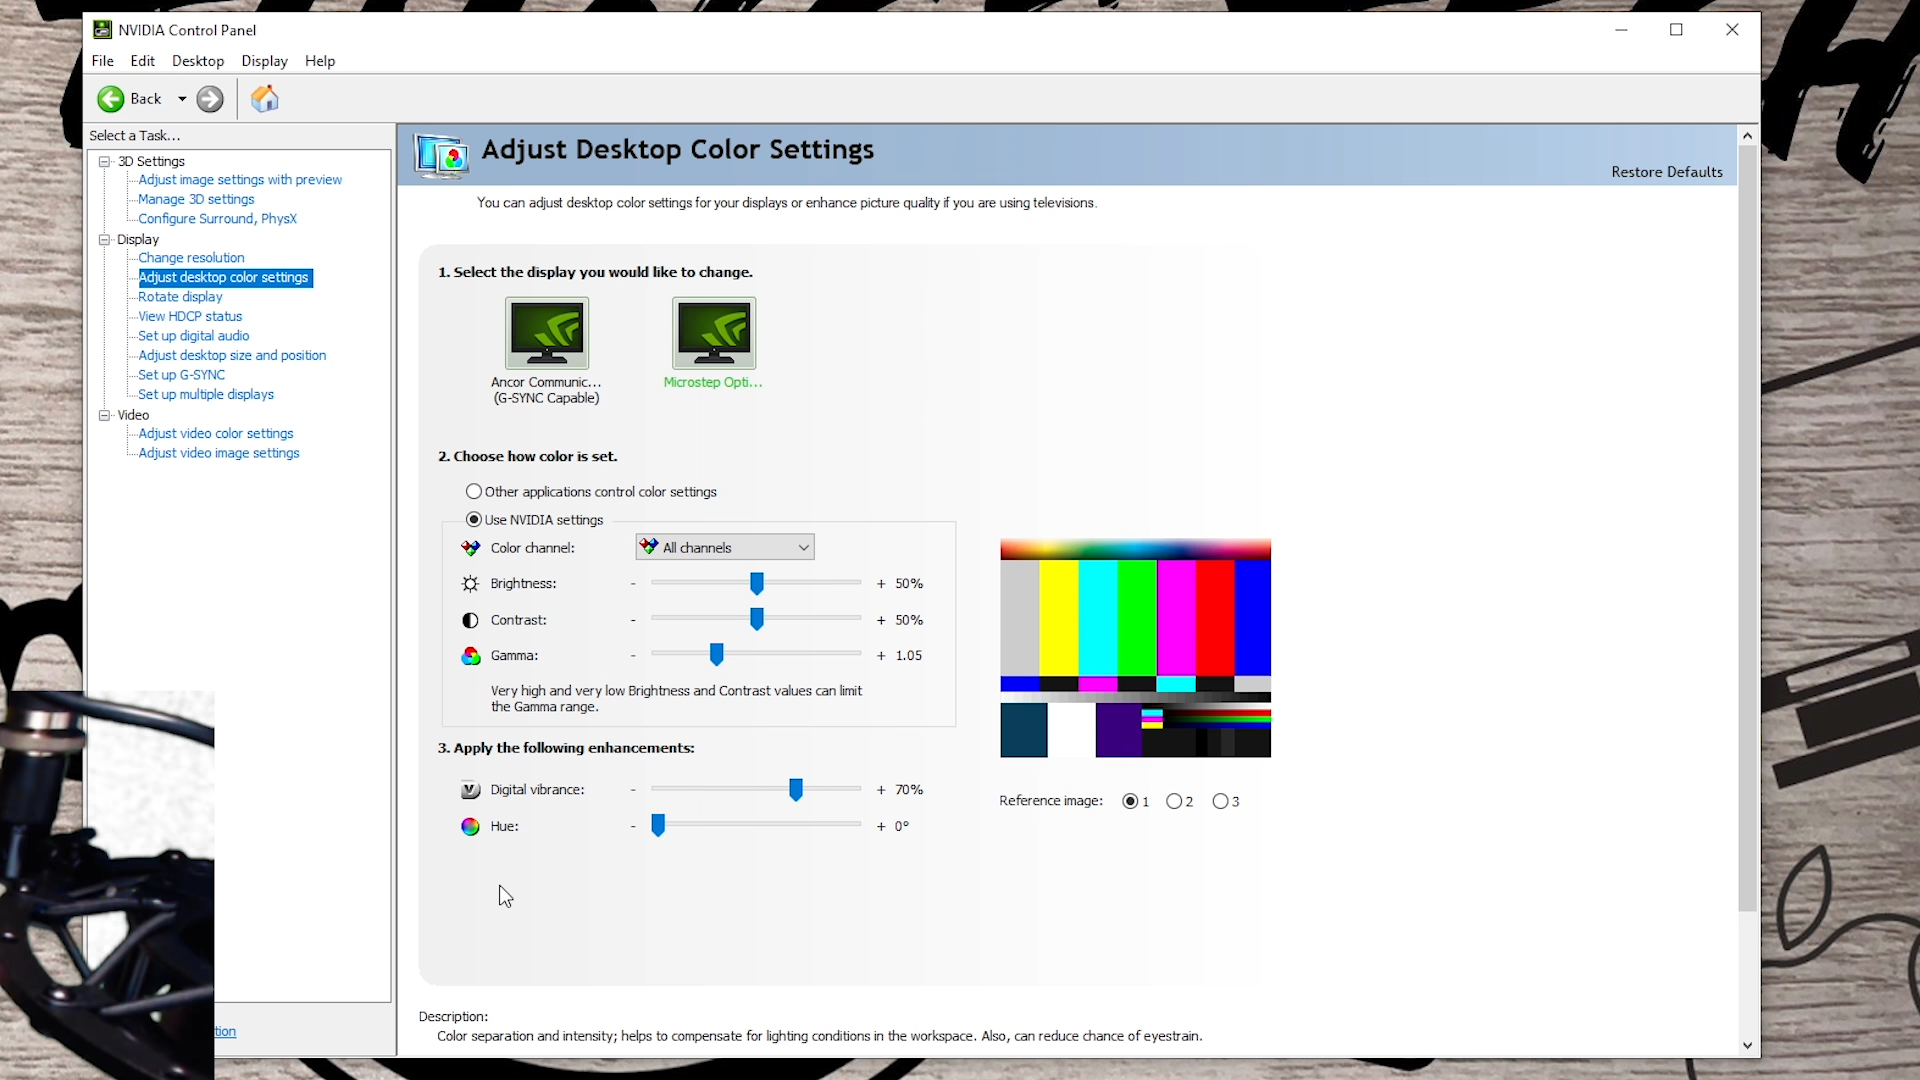 NVIDIA Control Panel
File Edit Desktop Display Help
Back
Select a Task...
3D Settings
Adjust image settings with preview
Manage 3D settings
Configure Surround, PhysX
Display
Change resolution
Adjust desktop color settings
Rotate display
View HDCP status
Set up digital audio
Adjust desktop size and position
Set up G-SYNC
Set up multiple displays
Video
Adjust video color settings
Adjust video image settings
tion
Adjust Desktop Color Settings
Restore Defaults
You can adjust desktop color settings for your displays or enhance picture quality if you are using televisions.
1. Select the display you would like to change.
Ancor Communic...
(G-SYNC Capable)
Microstep Opti...
2. Choose how color is set.
Other applications control color settings
Use NVIDIA settings
Color channel: All channels
Brightness: - + 50%
Contrast: - + 50%
Gamma: - + 1.05
Very high and very low Brightness and Contrast values can limit
the Gamma range.
3. Apply the following enhancements:
Digital vibrance: - + 70%
Hue: - + 0°
Reference image: 1 2 3
Description:
Color separation and intensity; helps to compensate for lighting conditions in the workspace. Also, can reduce chance of eyestrain.